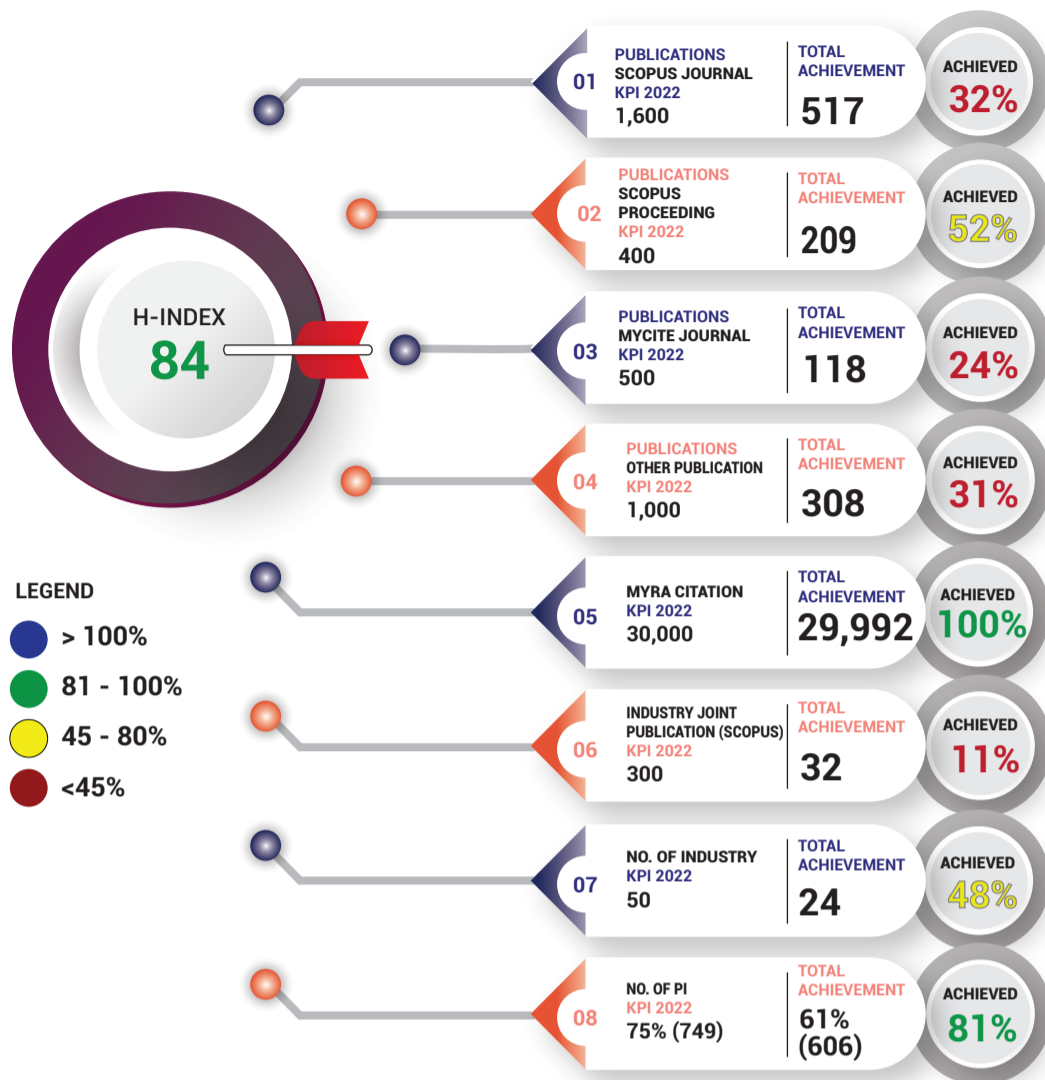 01
PUBLICATIONS
SCOPUS JOURNAL
KPI 2022
1,600
TOTAL
ACHIEVEMENT
517
ACHIEVED
32%
02
PUBLICATIONS
SCOPUS
PROCEEDING
KPI 2022
400
TOTAL
ACHIEVEMENT
209
ACHIEVED
52%
H-INDEX
84
03
PUBLICATIONS
MYCITE JOURNAL
KPI 2022
500
TOTAL
ACHIEVEMENT
118
ACHIEVED
24%
04
PUBLICATIONS
OTHER PUBLICATION
KPI 2022
1,000
TOTAL
ACHIEVEMENT
308
ACHIEVED
31%
LEGEND
> 100%
81 - 100%
45 - 80%
<45%
05
MYRA CITATION
KPI 2022
30,000
TOTAL
ACHIEVEMENT
29,992
ACHIEVED
100%
06
INDUSTRY JOINT
PUBLICATION (SCOPUS)
KPI 2022
300
TOTAL
ACHIEVEMENT
32
ACHIEVED
11%
07
NO. OF INDUSTRY
KPI 2022
50
TOTAL
ACHIEVEMENT
24
ACHIEVED
48%
08
NO. OF PI
KPI 2022
75% (749)
TOTAL
ACHIEVEMENT
61%
(606)
ACHIEVED
81%